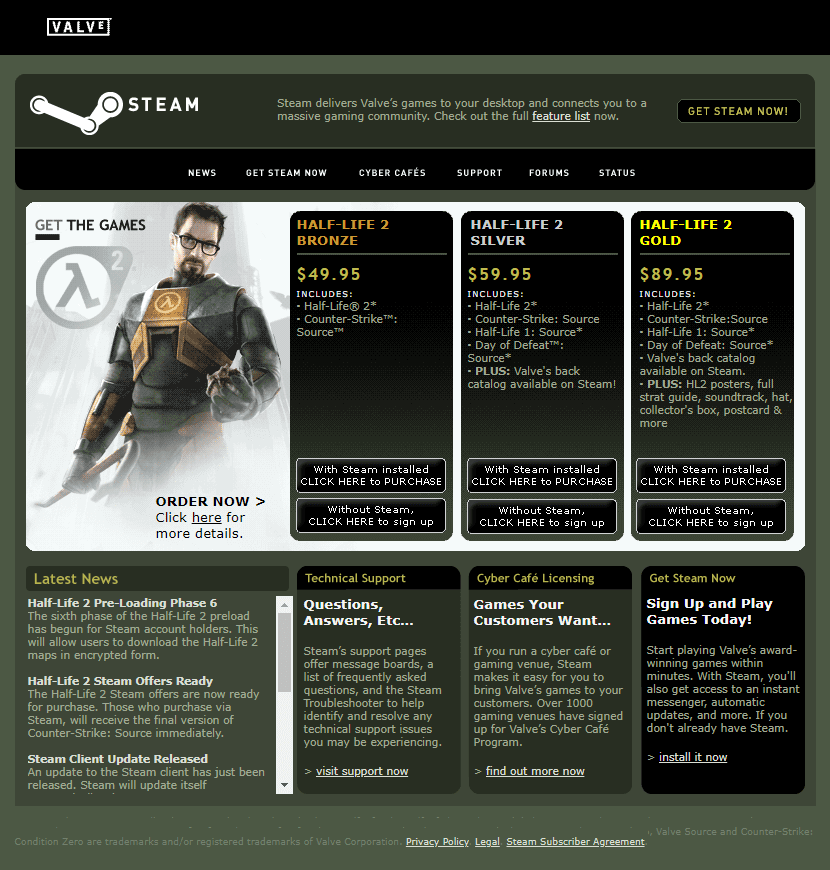 VALVE
STEAM
Steam delivers Valve's games to your desktop and connects you to a
massive gaming community. Check out the full feature list now.
GET STEAM NOW!
NEWS GET STEAM NOW CYBER CAFÉS SUPPORT FORUMS STATUS
GET THE GAMES
2
ORDER NOW >
Click here for
more details.
HALF-LIFE 2
BRONZE
$49.95
INCLUDES:
· Half-Life® 2*
· Counter-Strike™:
Source™
With Steam installed
CLICK HERE to PURCHASE
Without Steam,
CLICK HERE to sign up
HALF-LIFE 2
SILVER
$59.95
INCLUDES:
· Half-Life 2*
· Counter-Strike: Source
· Half-Life 1: Source*
· Day of Defeat™:
Source*
· PLUS: Valve's back
catalog available on Steam!
With Steam installed
CLICK HERE to PURCHASE
Without Steam,
CLICK HERE to sign up
HALF-LIFE 2
GOLD
$89.95
INCLUDES:
· Half-Life 2*
· Counter-Strike:Source
· Half-Life 1: Source*
· Day of Defeat: Source*
· Valve's back catalog
available on Steam.
· PLUS: HL2 posters, full
strat guide, soundtrack, hat,
collector's box, postcard &
more
With Steam installed
CLICK HERE to PURCHASE
Without Steam,
CLICK HERE to sign up
Latest News
Half-Life 2 Pre-Loading Phase 6
The sixth phase of the Half-Life 2 preload
has begun for Steam account holders. This
will allow users to download the Half-Life 2
maps in encrypted form.
Half-Life 2 Steam Offers Ready
The Half-Life 2 Steam offers are now ready
for purchase. Those who purchase via
Steam, will receive the final version of
Counter-Strike: Source immediately.
Steam Client Update Released
An update to the Steam client has just been
released. Steam will update itself
Technical Support
Questions,
Answers, Etc...
Steam's support pages
offer message boards, a
list of frequently asked
questions, and the Steam
Troubleshooter to help
identify and resolve any
technical support issues
you may be experiencing.
> visit support now
Cyber Café Licensing
Games Your
Customers Want...
If you run a cyber café or
gaming venue, Steam
makes it easy for you to
bring Valve's games to your
customers. Over 1000
gaming venues have signed
up for Valve's Cyber Café
Program.
> find out more now
Get Steam Now
Sign Up and Play
Games Today!
Start playing Valve's award-
winning games within
minutes. With Steam, you'll
also get access to an instant
messenger, automatic
updates, and more. If you
don't already have Steam.
> install it now
, Valve Source and Counter-Strike:
Condition Zero are trademarks and/or registered trademarks of Valve Corporation. Privacy Policy. Legal. Steam Subscriber Agreement.